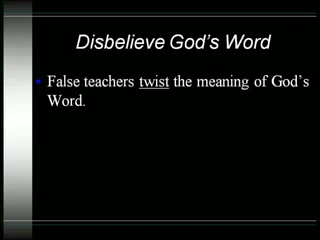 Disbelieve God's Word
False teachers twist the meaning of God's
Word.